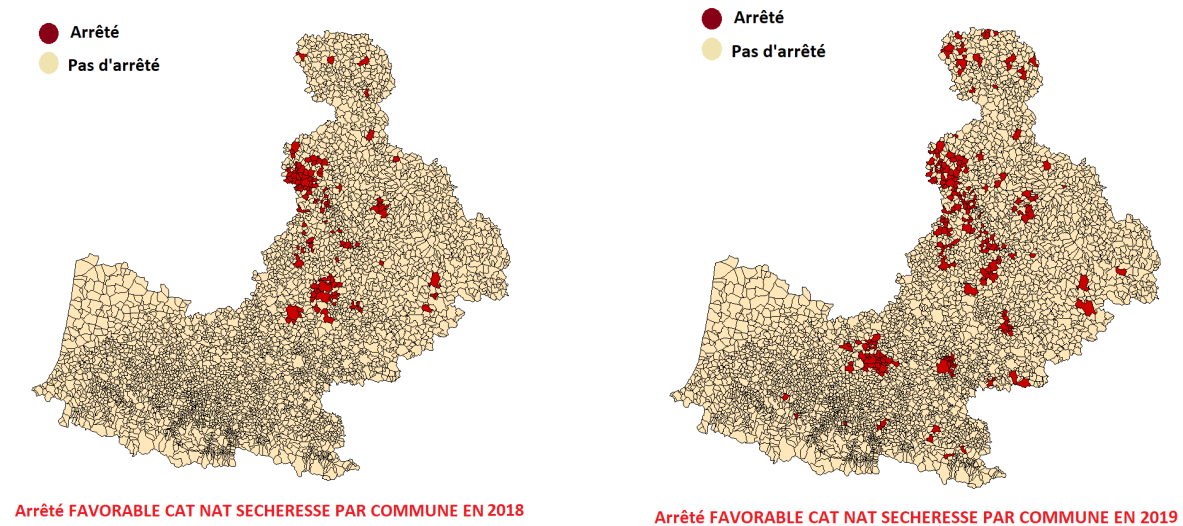 Arrêté
Pas d'arrêté
Arrêté FAVORABLE CAT NAT SECHERESSE PAR COMMUNE EN 2018
Arrêté
Pas d'arrêté
Arrêté FAVORABLE CAT NAT SECHERESSE PAR COMMUNE EN 2019